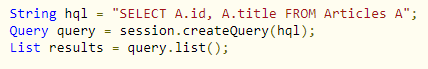 String hql = "SELECT A.id, A.title FROM Articles A";
Query query = session.createQuery(hql);
List results = query.list();